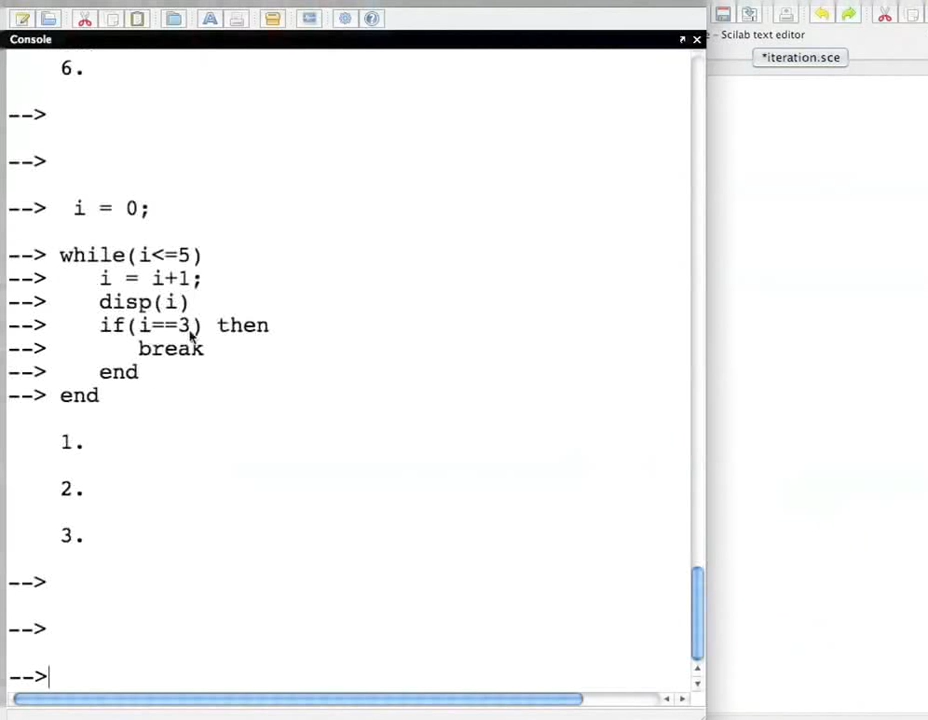 Console
– Scilab text editor
*iteration.sce
6.
-->
-->
--> i = 0;
--> while(i<=5)
--> i = i+1;
--> disp(i)
--> if(i==3) then
--> break
--> end
--> end
1.
2.
3.
-->
-->
-->